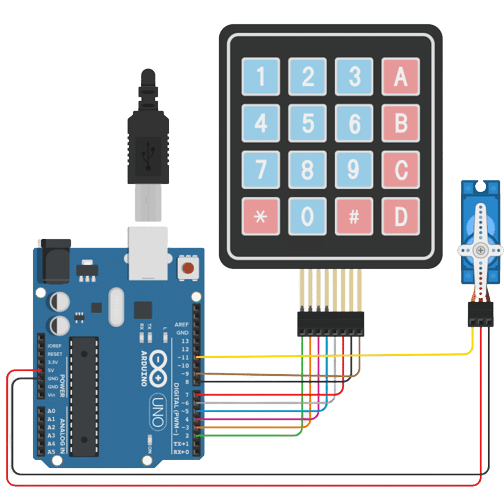 1 2 3 A
4 5 6 B
7 8 9 C
* 0 # D
AREF
GND
13
12
~11
~10
~9
8
7
~6
~5
4
~3
2
TX→1
RX←0
DIGITAL (PWM~)
IOREF
RESET
3.3V
5V
GND
GND
Vin
POWER
A0
A1
A2
A3
A4
A5
ANALOG IN
RX
TX
L
ARDUINO
UNO
ON